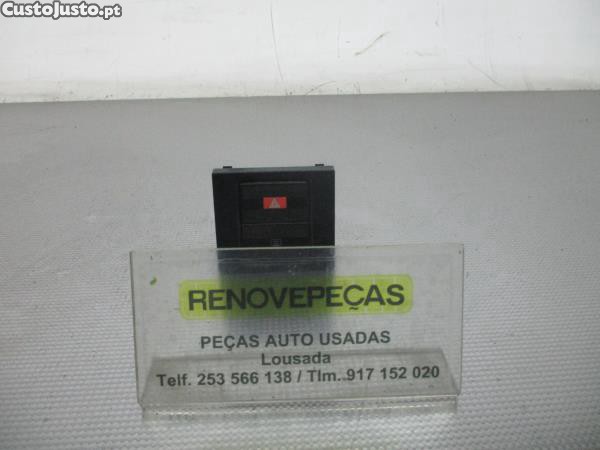 CustoJusto.pt
RENOVEPEÇAS
PEÇAS AUTO USADAS
Lousada
Telf. 253 566 138 / Tlm. 917 152 020